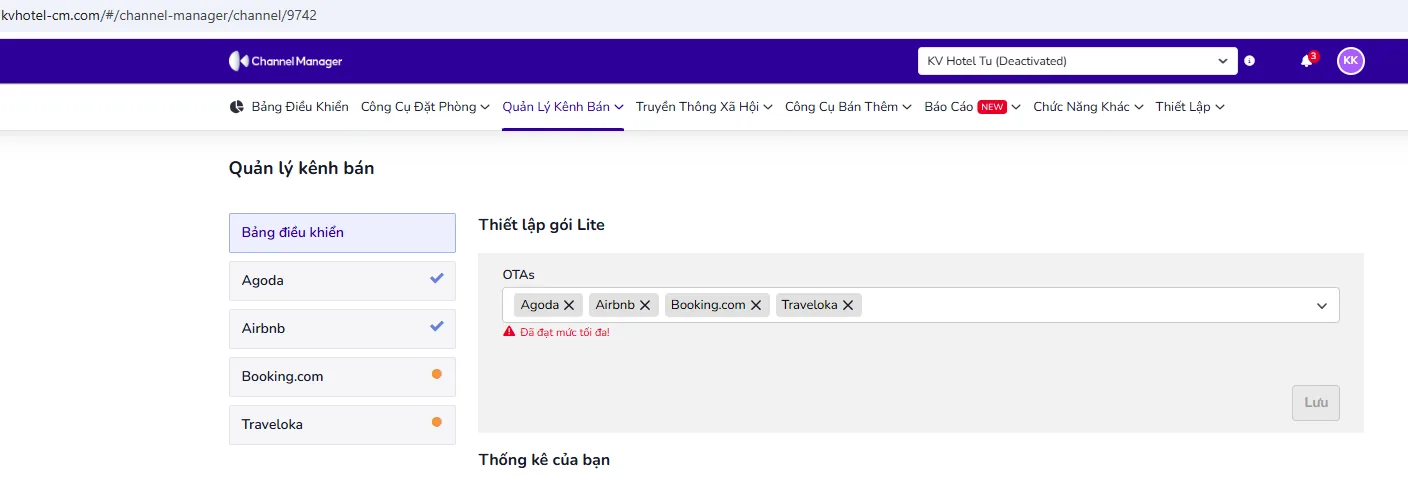 kvhotel-cm.com/#/channel-manager/channel/9742
Channel Manager
KV Hotel Tu (Deactivated)
3
KK
Bảng Điều Khiển
Công Cụ Đặt Phòng
Quản Lý Kênh Bán
Truyền Thông Xã Hội
Công Cụ Bán Thêm
Báo Cáo NEW
Chức Năng Khác
Thiết Lập
Quản lý kênh bán
Bảng điều khiển
Agoda
Airbnb
Booking.com
Traveloka
Thiết lập gói Lite
OTAs
Agoda Airbnb Booking.com Traveloka
Đã đạt mức tối đa!
Lưu
Thống kê của bạn